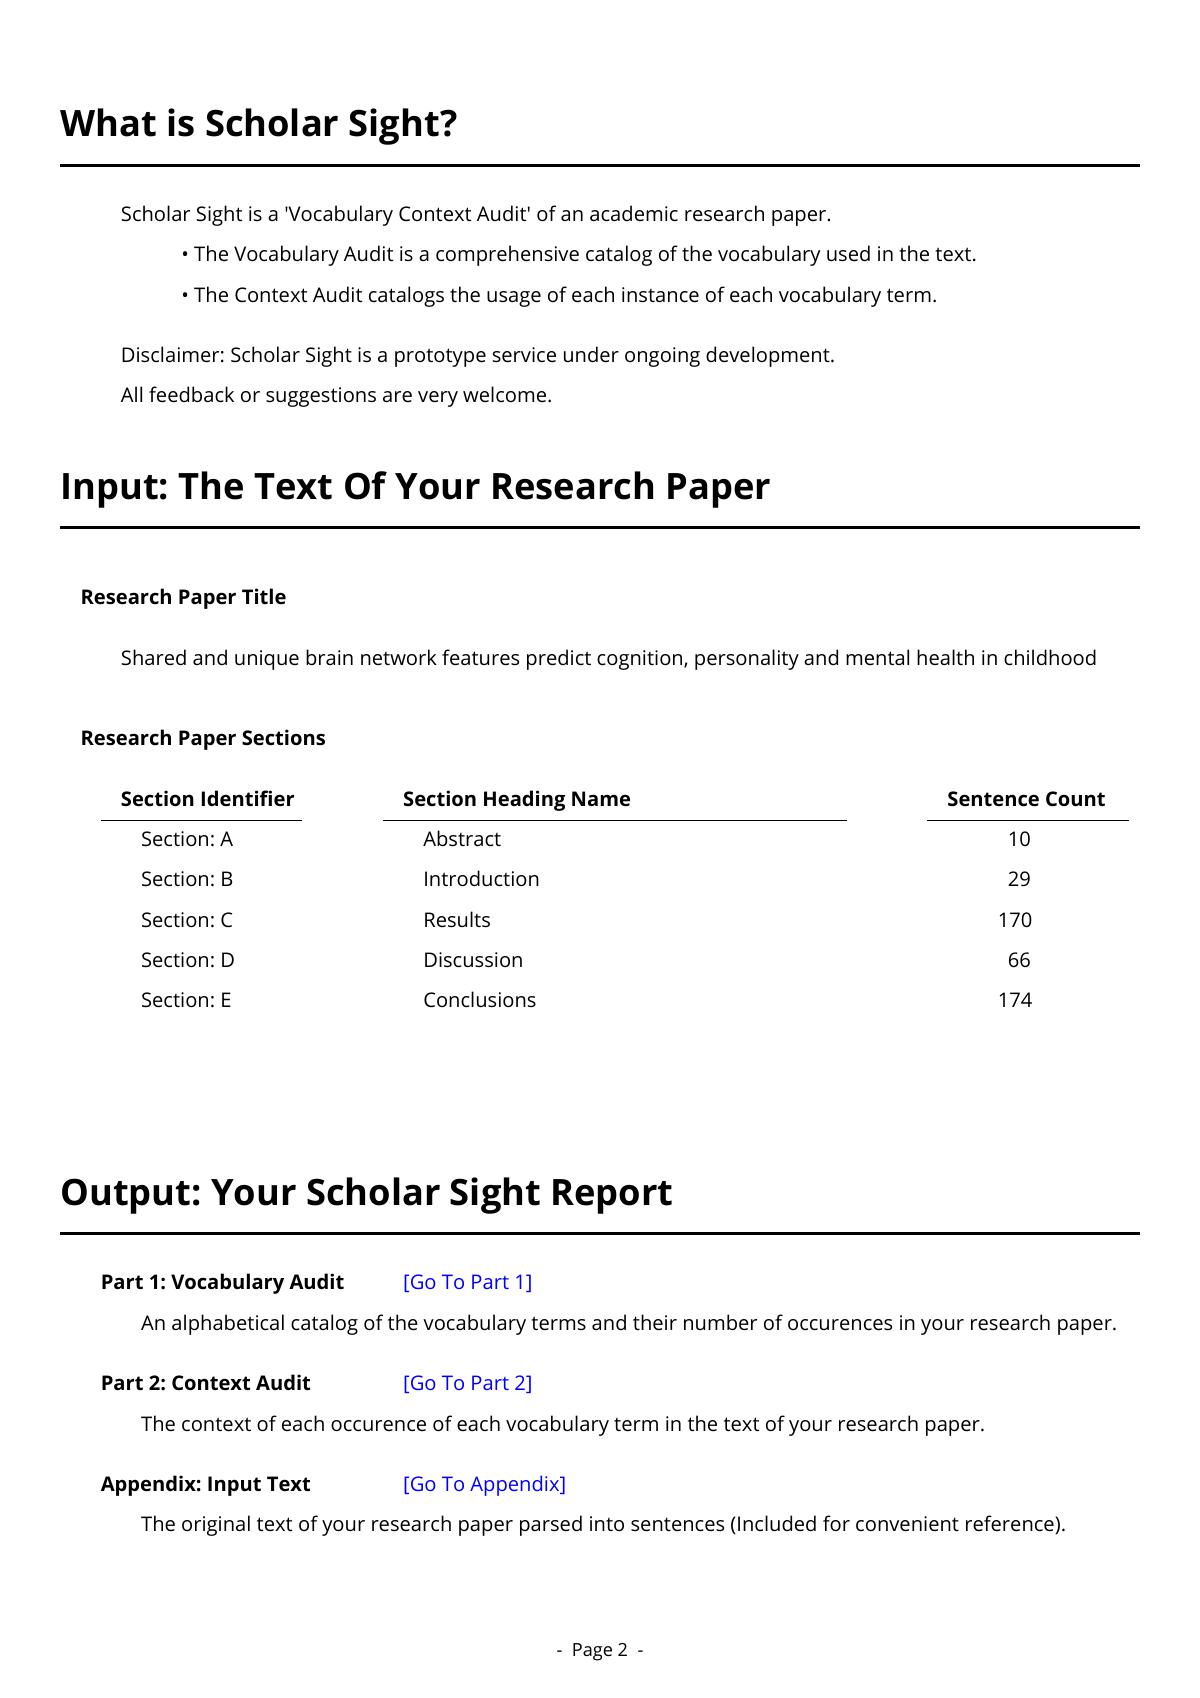 What is Scholar Sight?
Scholar Sight is a 'Vocabulary Context Audit' of an academic research paper.
• The Vocabulary Audit is a comprehensive catalog of the vocabulary used in the text.
• The Context Audit catalogs the usage of each instance of each vocabulary term.
Disclaimer: Scholar Sight is a prototype service under ongoing development.
All feedback or suggestions are very welcome.
Input: The Text Of Your Research Paper
Research Paper Title
Shared and unique brain network features predict cognition, personality and mental health in childhood
Research Paper Sections
Section Identifier Section Heading Name Sentence Count
Section: A Abstract 10
Section: B Introduction 29
Section: C Results 170
Section: D Discussion 66
Section: E Conclusions 174
Output: Your Scholar Sight Report
Part 1: Vocabulary Audit [Go To Part 1]
An alphabetical catalog of the vocabulary terms and their number of occurences in your research paper.
Part 2: Context Audit [Go To Part 2]
The context of each occurence of each vocabulary term in the text of your research paper.
Appendix: Input Text [Go To Appendix]
The original text of your research paper parsed into sentences (Included for convenient reference).
- Page 2 -